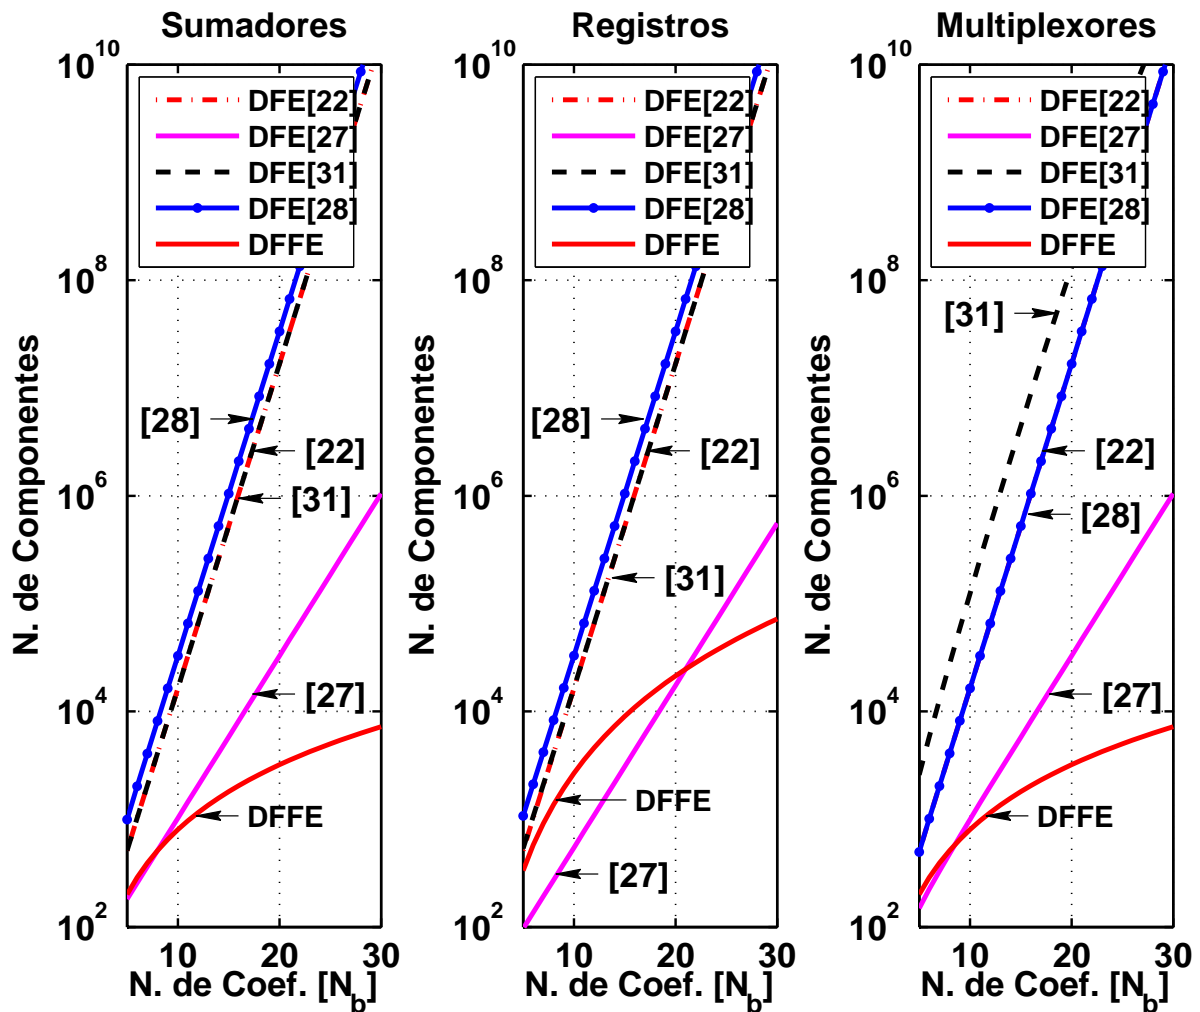 Sumadores
10^10
10^8
10^6
10^4
10^2
10
20
30
N. de Componentes
N. de Coef. [N_b]
DFE[22]
DFE[27]
DFE[31]
DFE[28]
DFFE
[28]
[22]
[31]
[27]
DFFE
Registros
10^10
10^8
10^6
10^4
10^2
10
20
30
N. de Componentes
N. de Coef. [N_b]
DFE[22]
DFE[27]
DFE[31]
DFE[28]
DFFE
[28]
[22]
[31]
DFFE
[27]
Multiplexores
10^10
10^8
10^6
10^4
10^2
10
20
30
N. de Componentes
N. de Coef. [N_b]
DFE[22]
DFE[27]
DFE[31]
DFE[28]
DFFE
[31]
[22]
[28]
[27]
DFFE